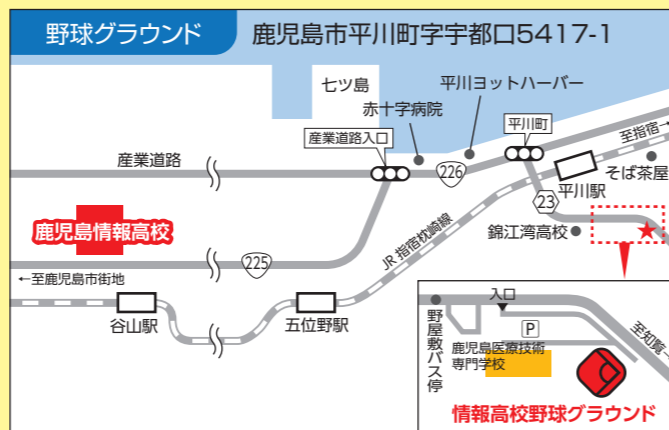 野球グラウンド
鹿児島市平川町字宇都口5417-1
七ツ島
平川ヨットハーバー
赤十字病院
産業道路入口
平川町
至指宿→
産業道路
226
そば茶屋
平川駅
23
鹿児島情報高校
JR指宿枕崎線
錦江湾高校
225
←至鹿児島市街地
谷山駅
五位野駅
入口
野屋敷バス停
P
至知覧→
鹿児島医療技術
専門学校
情報高校野球グラウンド